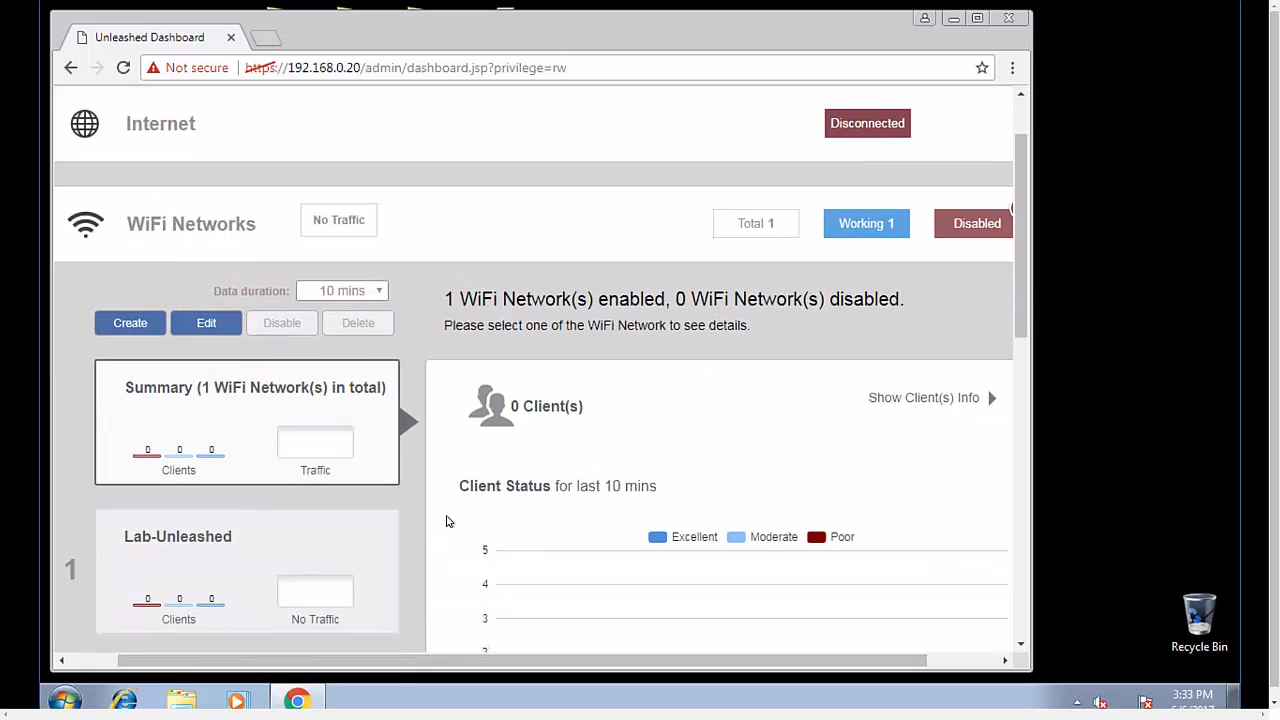 Unleashed Dashboard
Not secure https://192.168.0.20/admin/dashboard.jsp?privilege=rw
Internet
Disconnected
WiFi Networks
No Traffic
Total 1
Working 1
Disabled
Data duration: 10 mins
Create
Edit
Disable
Delete
1 WiFi Network(s) enabled, 0 WiFi Network(s) disabled.
Please select one of the WiFi Network to see details.
Summary (1 WiFi Network(s) in total)
0 0 0
Clients
Traffic
0 Client(s)
Show Client(s) Info
Client Status for last 10 mins
Excellent Moderate Poor
5
4
3
1
Lab-Unleashed
0 0 0
Clients
No Traffic
Recycle Bin
3:33 PM